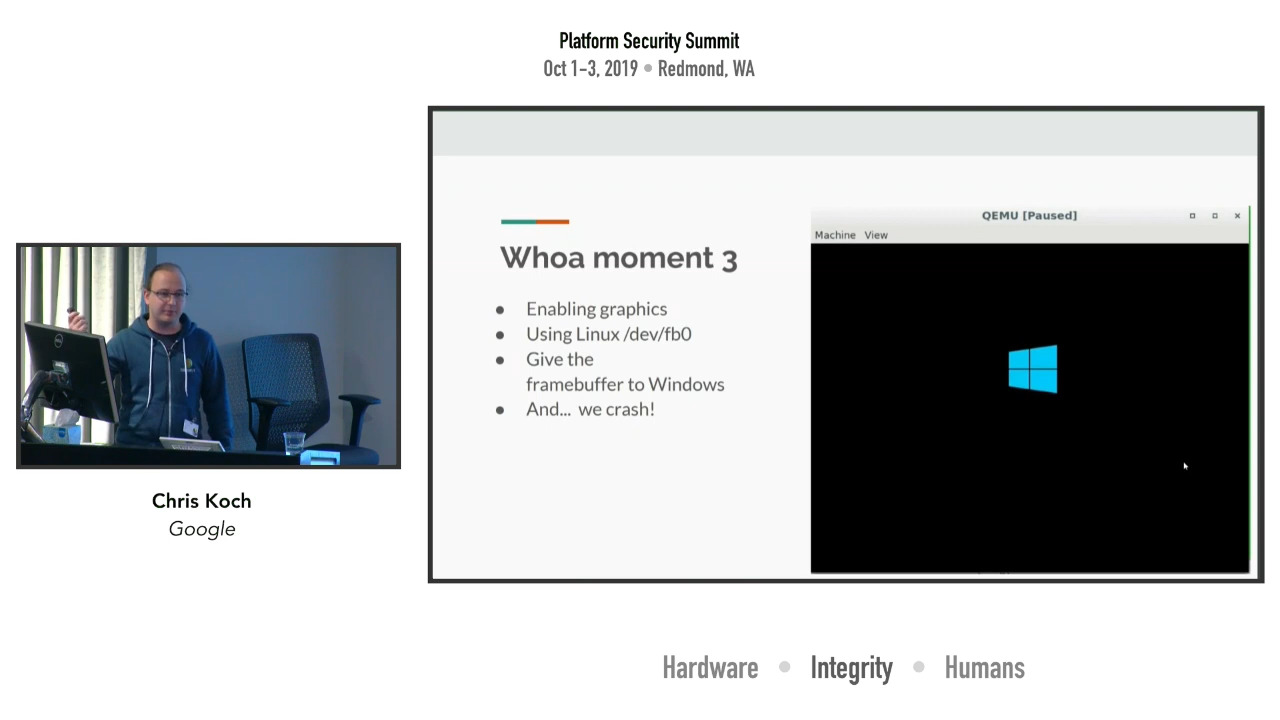 Platform Security Summit
Oct 1-3, 2019 • Redmond, WA
Whoa moment 3
• Enabling graphics
• Using Linux /dev/fb0
• Give the
framebuffer to Windows
• And... we crash!
QEMU [Paused]
Machine View
DELL
Chris Koch
Google
Hardware • Integrity • Humans